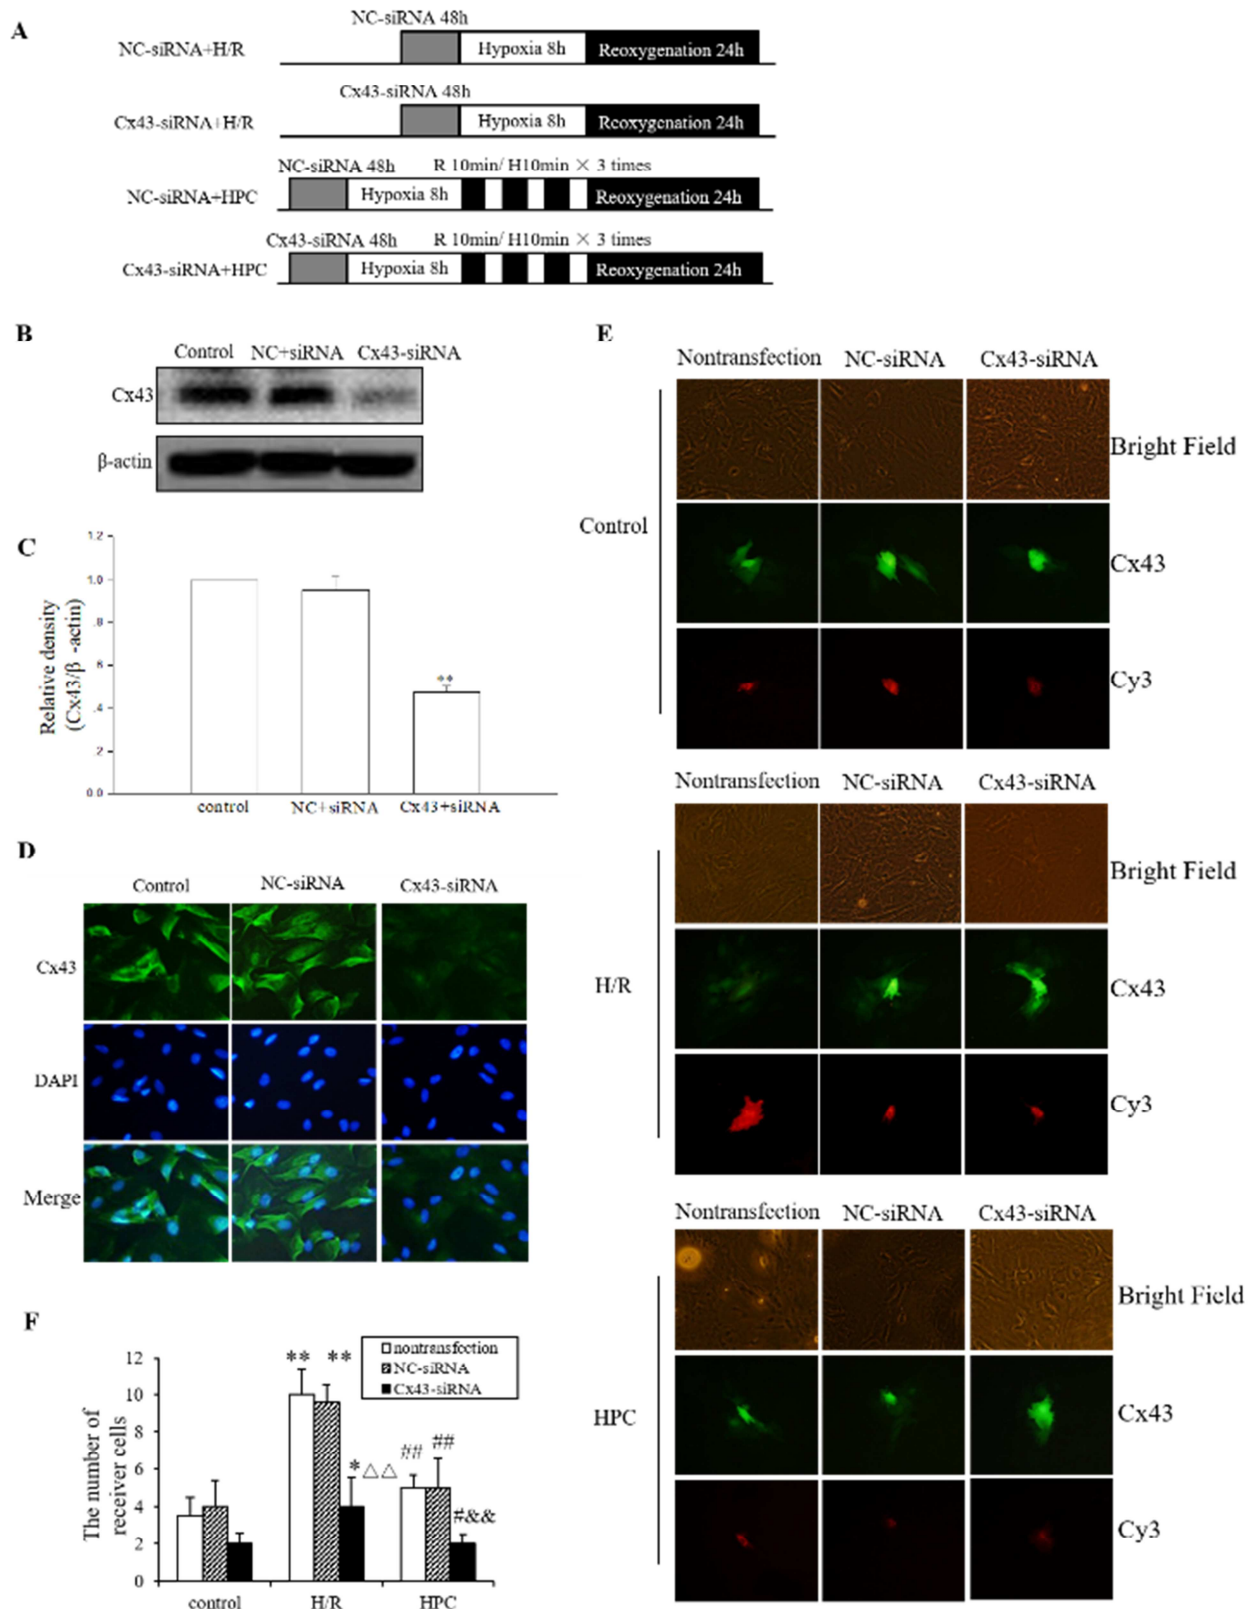 A
NC-siRNA 48h
NC-siRNA+H/R
Hypoxia 8h
Reoxygenation 24h
Cx43-siRNA 48h
Cx43-siRNA+H/R
Hypoxia 8h
Reoxygenation 24h
NC-siRNA 48h R 10min/ H10min × 3 times
NC-siRNA+HPC
Hypoxia 8h
Reoxygenation 24h
Cx43-siRNA 48h R 10min/ H10min × 3 times
Cx43-siRNA+HPC
Hypoxia 8h
Reoxygenation 24h
B
Control NC+siRNA Cx43-siRNA
Cx43
β-actin
C
Relative density
(Cx43/β -actin)
1.2
1.0
.8
.6
.4
.2
0.0
**
control NC+siRNA Cx43+siRNA
D
Control NC-siRNA Cx43-siRNA
Cx43
DAPI
Merge
E
Nontransfection NC-siRNA Cx43-siRNA
Bright Field
Control
Cx43
Cy3
Nontransfection NC-siRNA Cx43-siRNA
Bright Field
H/R
Cx43
Cy3
Nontransfection NC-siRNA Cx43-siRNA
Bright Field
HPC
Cx43
Cy3
F
The number of
receiver cells
12
10
8
6
4
2
0
nontransfection
NC-siRNA
Cx43-siRNA
** **
*△△
## ##
#&&
control H/R HPC